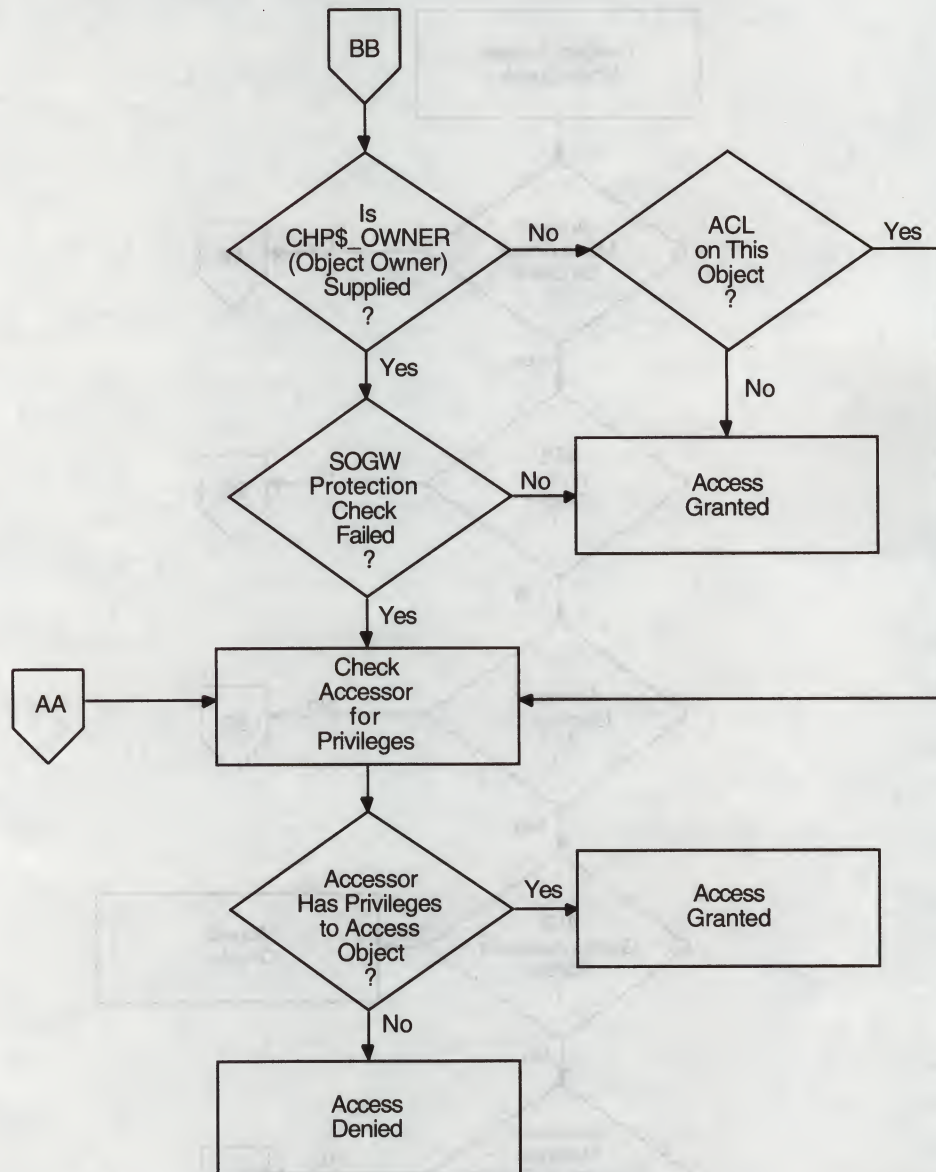 BB
Is
CHP$_OWNER
(Object Owner)
Supplied
?
No
ACL
on This
Object
?
Yes
Yes
No
SOGW
Protection
Check
Failed
?
No
Access
Granted
Yes
AA
Check
Accessor
for
Privileges
Accessor
Has Privileges
to Access
Object
?
Yes
Access
Granted
No
Access
Denied